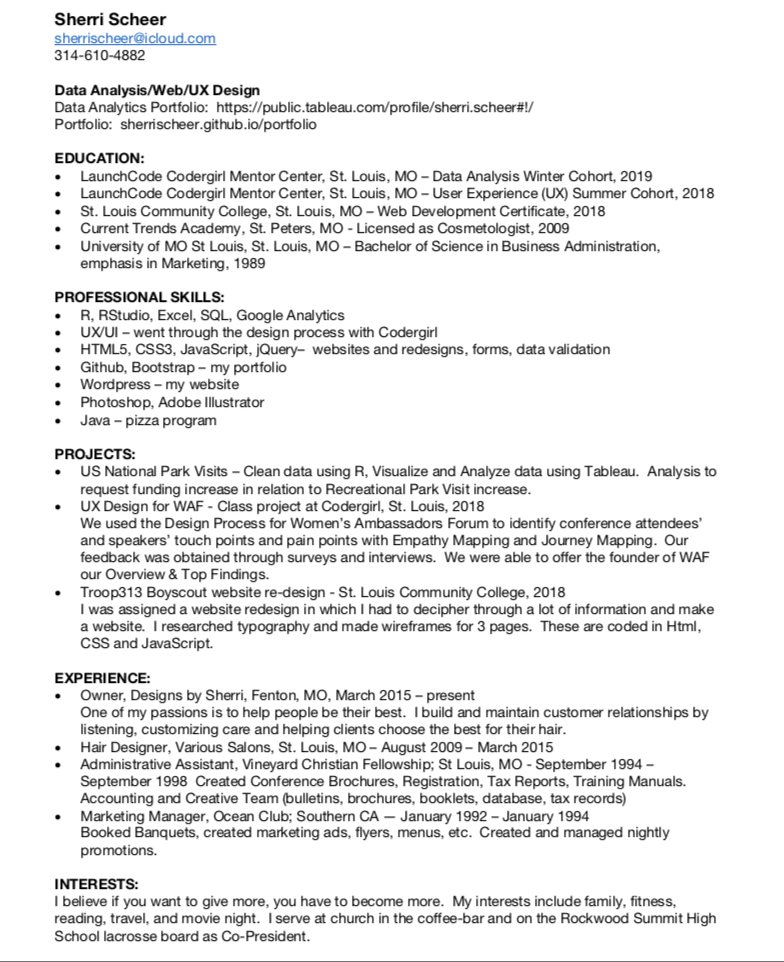 Sherri Scheer
sherrischeer@icloud.com
314-610-4882
Data Analysis/Web/UX Design
Data Analytics Portfolio:  https://public.tableau.com/profile/sherri.scheer#!/
Portfolio:  sherrischeer.github.io/portfolio
EDUCATION:
• LaunchCode Codergirl Mentor Center, St. Louis, MO – Data Analysis Winter Cohort, 2019
• LaunchCode Codergirl Mentor Center, St. Louis, MO – User Experience (UX) Summer Cohort, 2018
• St. Louis Community College, St. Louis, MO – Web Development Certificate, 2018
• Current Trends Academy, St. Peters, MO - Licensed as Cosmetologist, 2009
• University of MO St Louis, St. Louis, MO – Bachelor of Science in Business Administration,
emphasis in Marketing, 1989
PROFESSIONAL SKILLS:
• R, RStudio, Excel, SQL, Google Analytics
• UX/UI – went through the design process with Codergirl
• HTML5, CSS3, JavaScript, jQuery–  websites and redesigns, forms, data validation
• Github, Bootstrap – my portfolio
• Wordpress – my website
• Photoshop, Adobe Illustrator
• Java – pizza program
PROJECTS:
• US National Park Visits – Clean data using R, Visualize and Analyze data using Tableau.  Analysis to
request funding increase in relation to Recreational Park Visit increase.
• UX Design for WAF - Class project at Codergirl, St. Louis, 2018
We used the Design Process for Women's Ambassadors Forum to identify conference attendees'
and speakers' touch points and pain points with Empathy Mapping and Journey Mapping.  Our
feedback was obtained through surveys and interviews.  We were able to offer the founder of WAF
our Overview & Top Findings.
• Troop313 Boyscout website re-design - St. Louis Community College, 2018
I was assigned a website redesign in which I had to decipher through a lot of information and make
a website.  I researched typography and made wireframes for 3 pages.  These are coded in Html,
CSS and JavaScript.
EXPERIENCE:
• Owner, Designs by Sherri, Fenton, MO, March 2015 – present
One of my passions is to help people be their best.  I build and maintain customer relationships by
listening, customizing care and helping clients choose the best for their hair.
• Hair Designer, Various Salons, St. Louis, MO – August 2009 – March 2015
• Administrative Assistant, Vineyard Christian Fellowship; St Louis, MO - September 1994 –
September 1998  Created Conference Brochures, Registration, Tax Reports, Training Manuals.
Accounting and Creative Team (bulletins, brochures, booklets, database, tax records)
• Marketing Manager, Ocean Club; Southern CA — January 1992 – January 1994
Booked Banquets, created marketing ads, flyers, menus, etc.  Created and managed nightly
promotions.
INTERESTS:
I believe if you want to give more, you have to become more.  My interests include family, fitness,
reading, travel, and movie night.  I serve at church in the coffee-bar and on the Rockwood Summit High
School lacrosse board as Co-President.